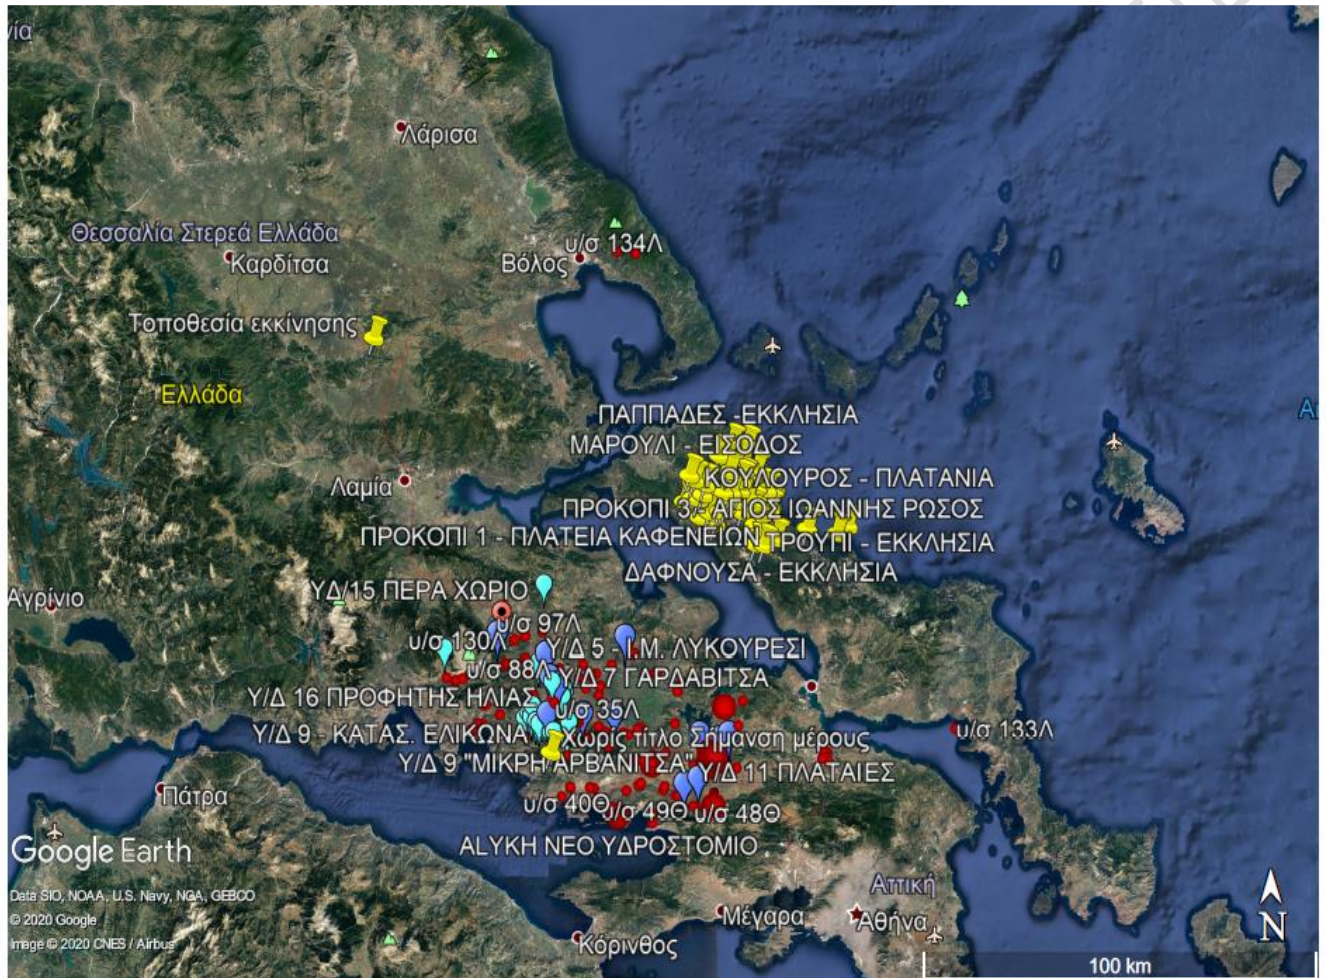 νία
Λάρισα
Θεσσαλία Στερεά Ελλάδα
υ/σ 134Λ
Καρδίτσα
Βόλος
Τοποθεσία εκκίνησης
Ελλάδα
ΠΑΠΠΑΔΕΣ -ΕΚΚΛΗΣΙΑ
ΜΑΡΟΥΛΙ - ΕΙΣΟΔΟΣ
ΚΟΥΛΟΥΡΟΣ - ΠΛΑΤΑΝΙΑ
Λαμία
ΠΡΟΚΟΠΙ 3 - ΑΓΙΟΣ ΙΩΑΝΝΗΣ ΡΩΣΟΣ
ΠΡΟΚΟΠΙ 1 - ΠΛΑΤΕΙΑ ΚΑΦΕΝΕΙΩΝ
ΤΡΟΥΠΙ - ΕΚΚΛΗΣΙΑ
ΔΑΦΝΟΥΣΑ - ΕΚΚΛΗΣΙΑ
ΥΔ/15 ΠΕΡΑ ΧΩΡΙΟ
Αγρίνιο
υ/σ 97Λ
υ/σ 130Λ
Υ/Δ 5 - Ι.Μ. ΛΥΚΟΥΡΕΣΙ
υ/σ 88Λ
Υ/Δ 7 ΓΑΡΔΑΒΙΤΣΑ
Υ/Δ 16 ΠΡΟΦΗΤΗΣ ΗΛΙΑΣ
υ/σ 35Λ
Υ/Δ 9 - ΚΑΤΑΣ. ΕΛΙΚΩΝΑ
Χωρίς τίτλο Σήμανση μέρους
υ/σ 133Λ
Υ/Δ 9 "ΜΙΚΡΗ ΑΡΒΑΝΙΤΣΑ"
Υ/Δ 11 ΠΛΑΤΑΙΕΣ
Πάτρα
υ/σ 40Θ
υ/σ 49Θ
υ/σ 48Θ
ALYKH ΝΕΟ ΥΔΡΟΣΤΟΜΙΟ
Google Earth
Αττική
Data SIO, NOAA, U.S. Navy, NGA, GEBCO
© 2020 Google
Image © 2020 CNES / Airbus
Μέγαρα
Αθήνα
Κόρινθος
N
100 km